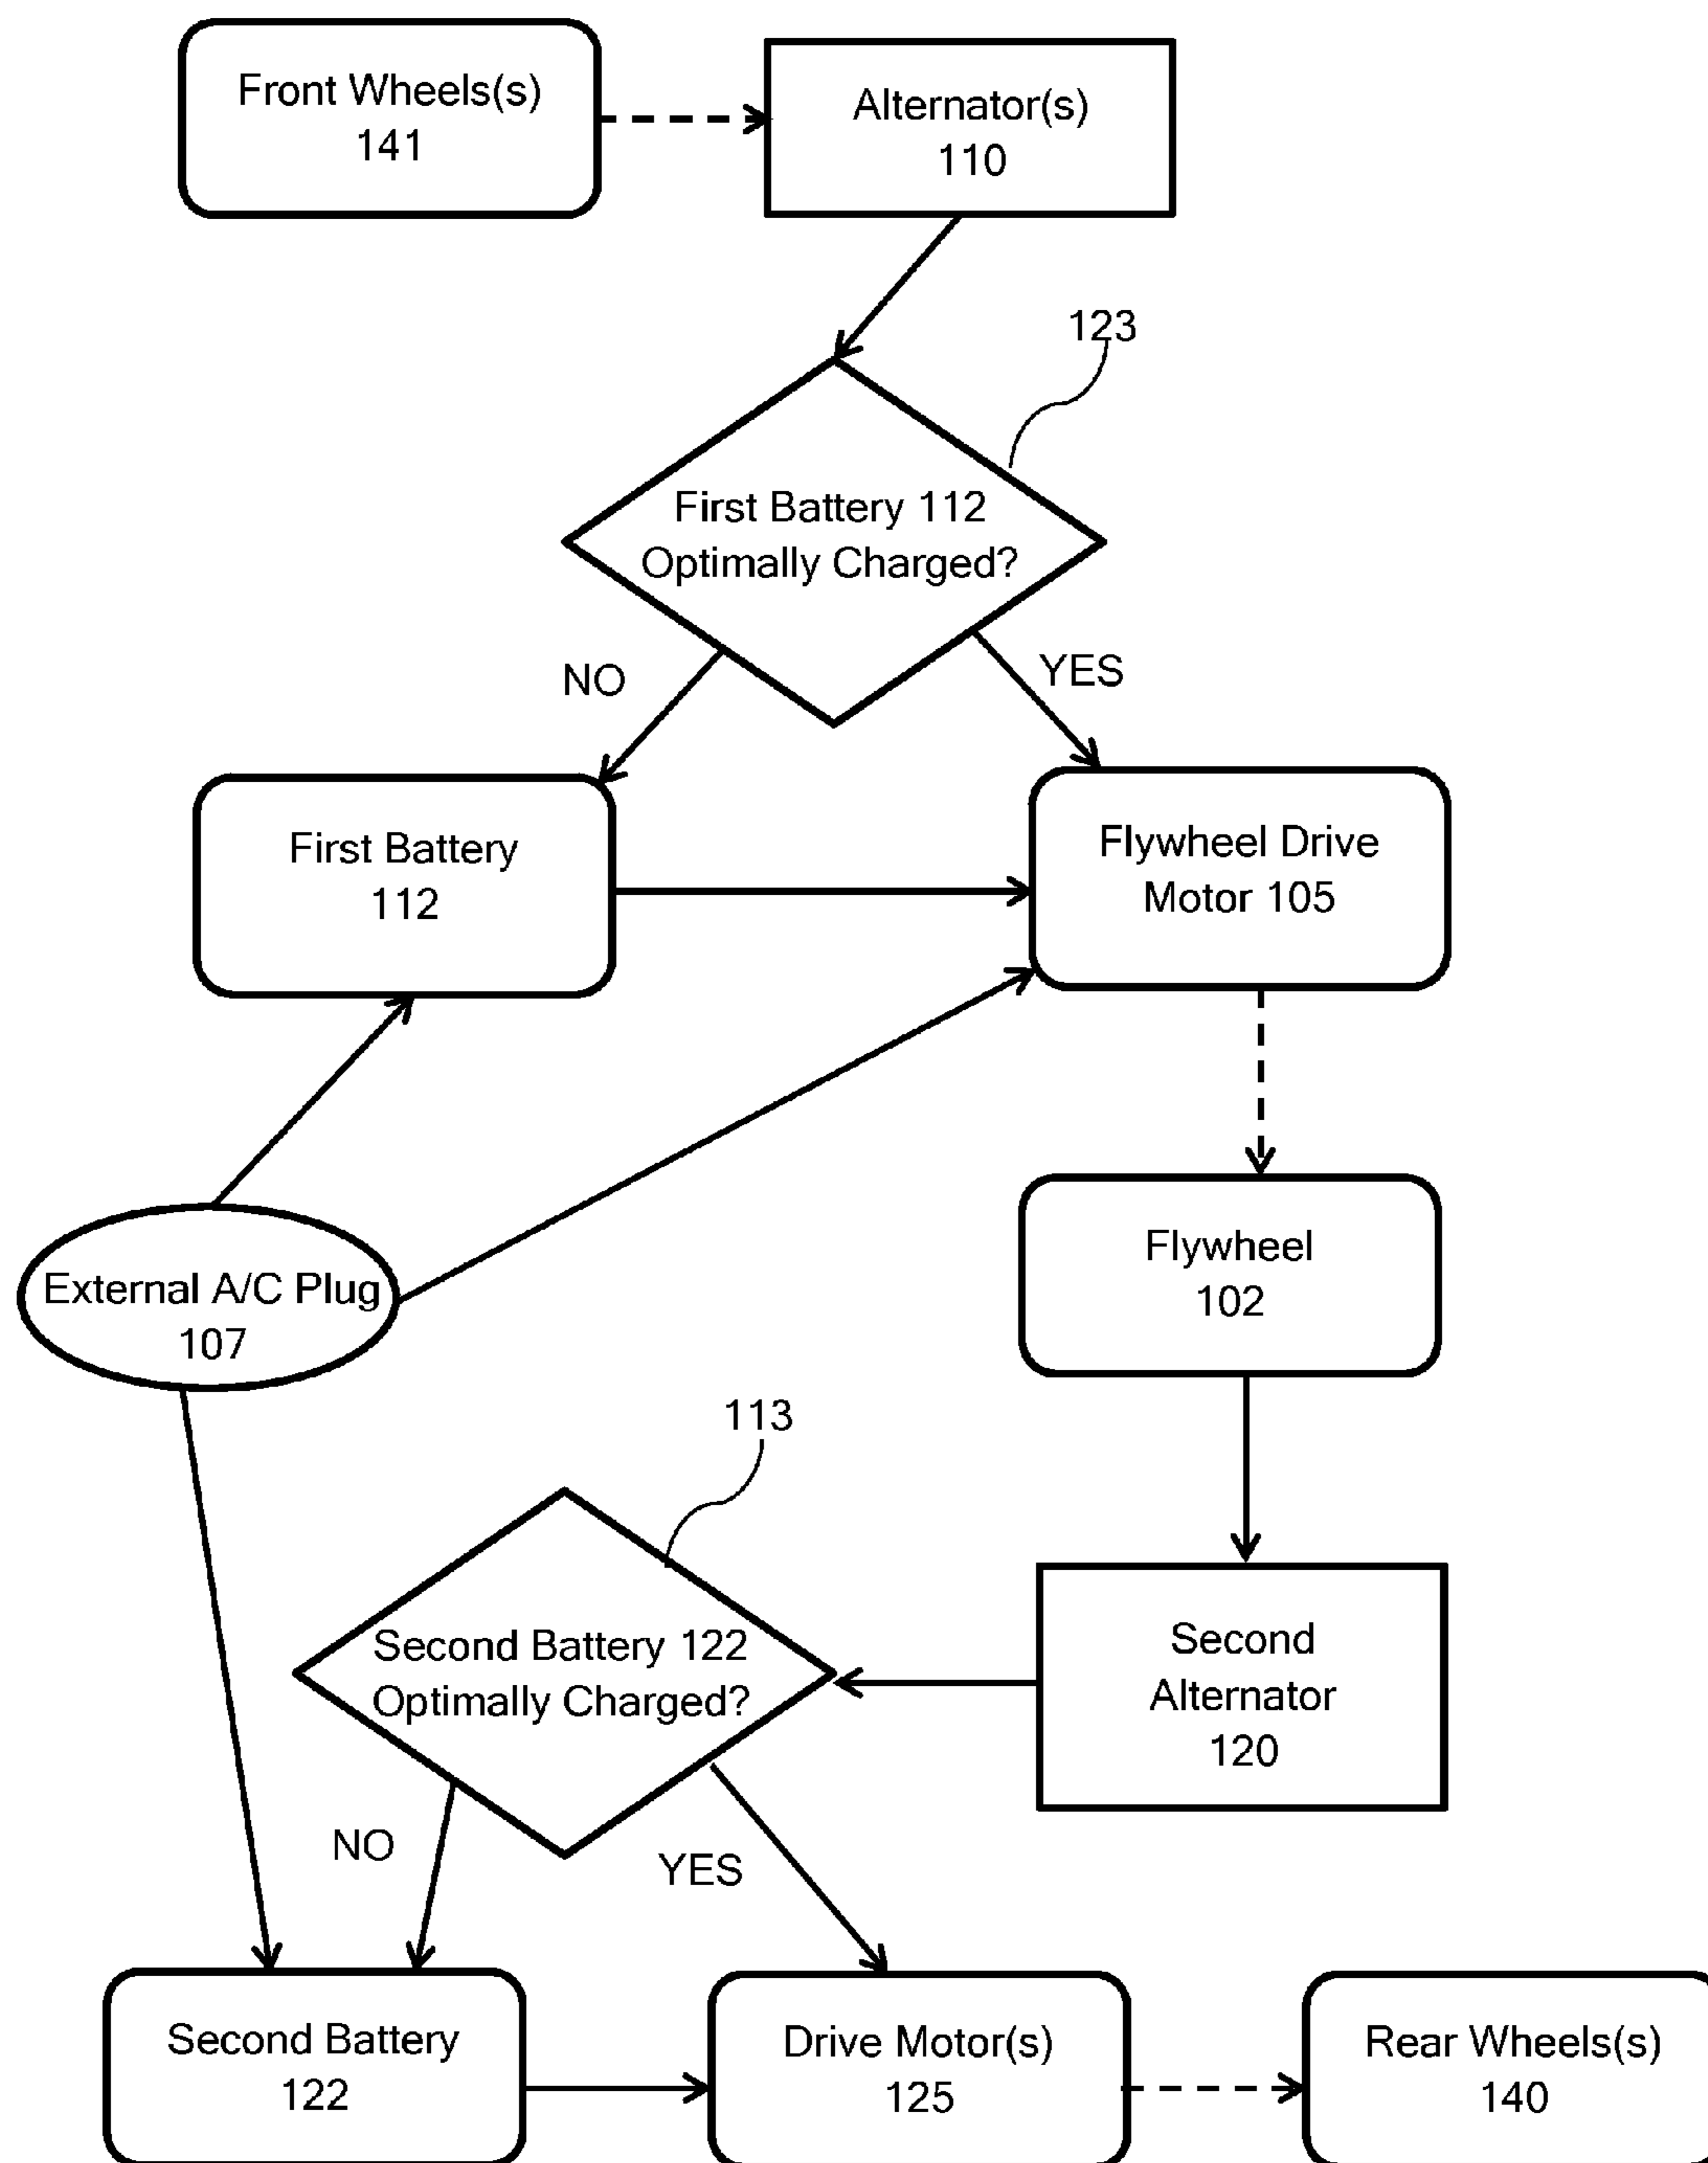 Front Wheels(s)
141
Alternator(s)
110
123
First Battery 112
Optimally Charged?
NO
YES
First Battery
112
Flywheel Drive
Motor 105
External A/C Plug
107
Flywheel
102
113
Second Battery 122
Optimally Charged?
Second
Alternator
120
NO
YES
Second Battery
122
Drive Motor(s)
125
Rear Wheels(s)
140